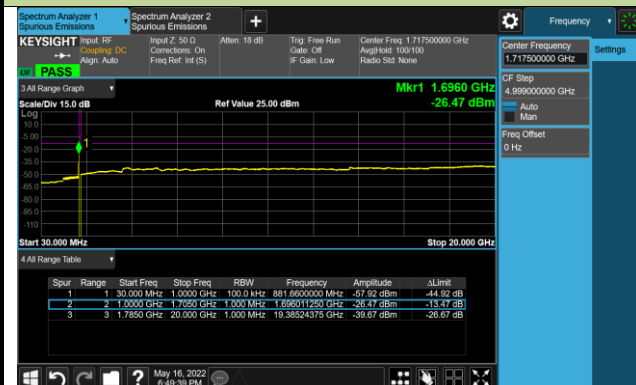 Spectrum Analyzer 1
Spurious Emissions
Spectrum Analyzer 2
Spurious Emissions
+
Frequency
KEYSIGHT
Input: RF
Coupling: DC
Align: Auto
Input Z: 50 Ω
Corrections: On
Freq Ref: Int (S)
Atten: 18 dB
Trig: Free Run
Gate: Off
IF Gain: Low
Center Freq: 1.717500000 GHz
Avg|Hold: 100/100
Radio Std: None
PASS
Center Frequency
1.717500000 GHz
Settings
CF Step
4.999000000 GHz
Auto
Man
Freq Offset
0 Hz
3 All Range Graph
Mkr1 1.6960 GHz
Scale/Div 15.0 dB
Ref Value 25.00 dBm
-26.47 dBm
Log
10.0
-5.00
-20.0
-35.0
-50.0
-65.0
-80.0
-95.0
-110
1
Start 30.000 MHz
Stop 20.000 GHz
4 All Range Table
Spur Range Start Freq Stop Freq RBW Frequency Amplitude ΔLimit
1 1 30.000 MHz 1.0000 GHz 100.0 kHz 881.6600000 MHz -57.92 dBm -44.92 dB
2 2 1.0000 GHz 1.7050 GHz 1.000 MHz 1.696011250 GHz -26.47 dBm -13.47 dB
3 3 1.7850 GHz 20.000 GHz 1.000 MHz 19.38524375 GHz -39.67 dBm -26.67 dB
?
May 16, 2022
6:49:39 PM